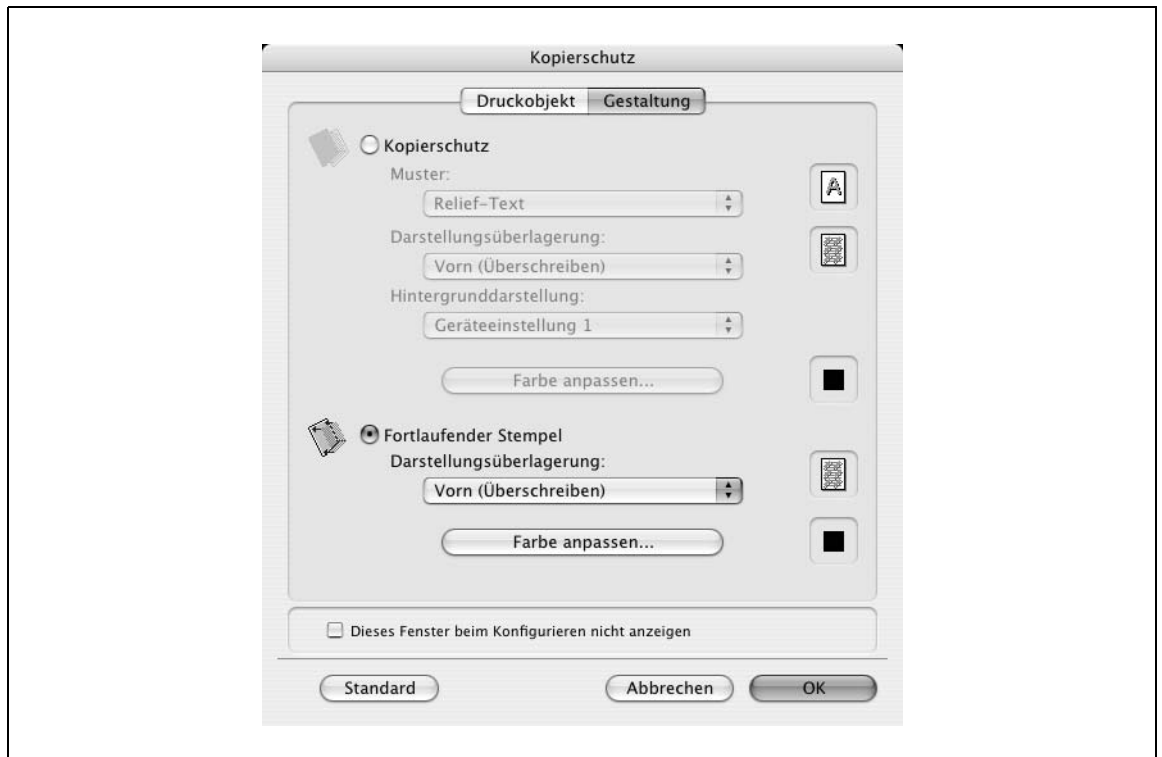 Kopierschutz
Druckobjekt Gestaltung
Kopierschutz
Muster:
Relief-Text
A
Darstellungsüberlagerung:
Vorn (Überschreiben)
Hintergrunddarstellung:
Geräteeinstellung 1
Farbe anpassen...
Fortlaufender Stempel
Darstellungsüberlagerung:
Vorn (Überschreiben)
Farbe anpassen...
Dieses Fenster beim Konfigurieren nicht anzeigen
Standard Abbrechen OK